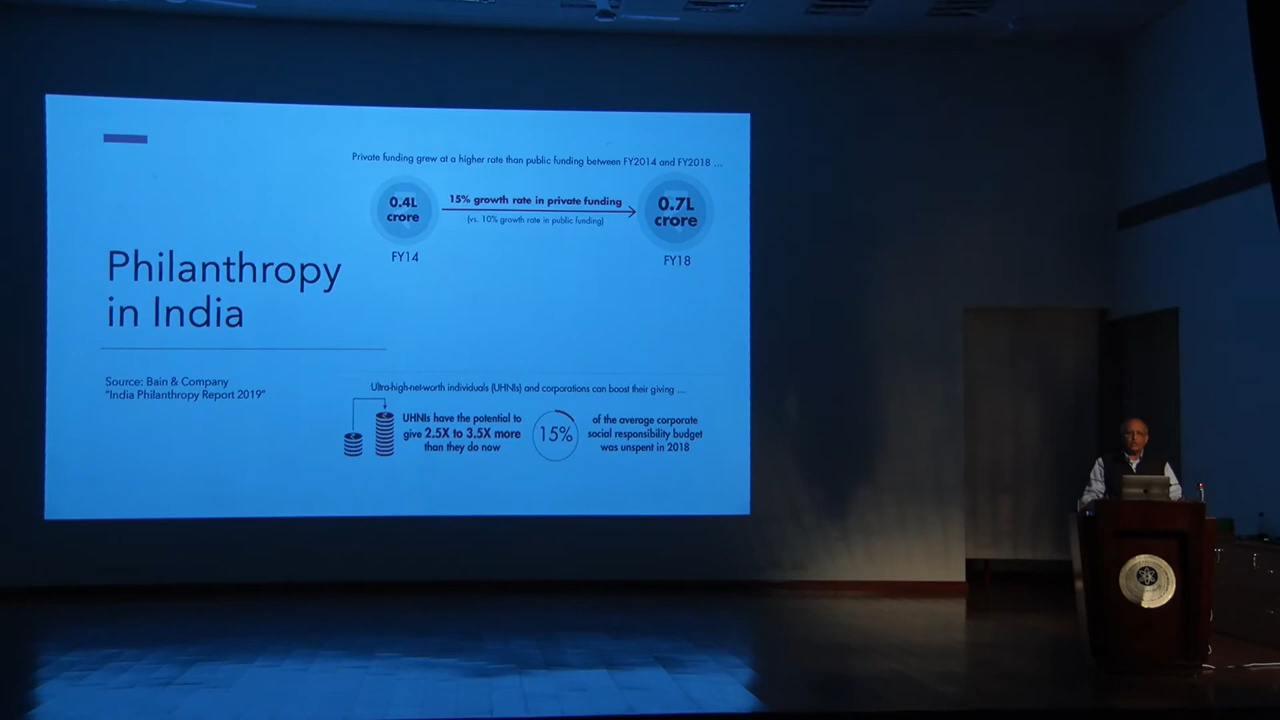 Private funding grew at a higher rate than public funding between FY2014 and FY2018 ...
0.4L
crore
15% growth rate in private funding
(vs. 10% growth rate in public funding)
0.7L
crore
FY14
FY18
Philanthropy
in India
Source: Bain & Company
"India Philanthropy Report 2019"
Ultra-high-net-worth individuals (UHNIs) and corporations can boost their giving ...
UHNIs have the potential to
give 2.5X to 3.5X more
than they do now
15%
of the average corporate
social responsibility budget
was unspent in 2018